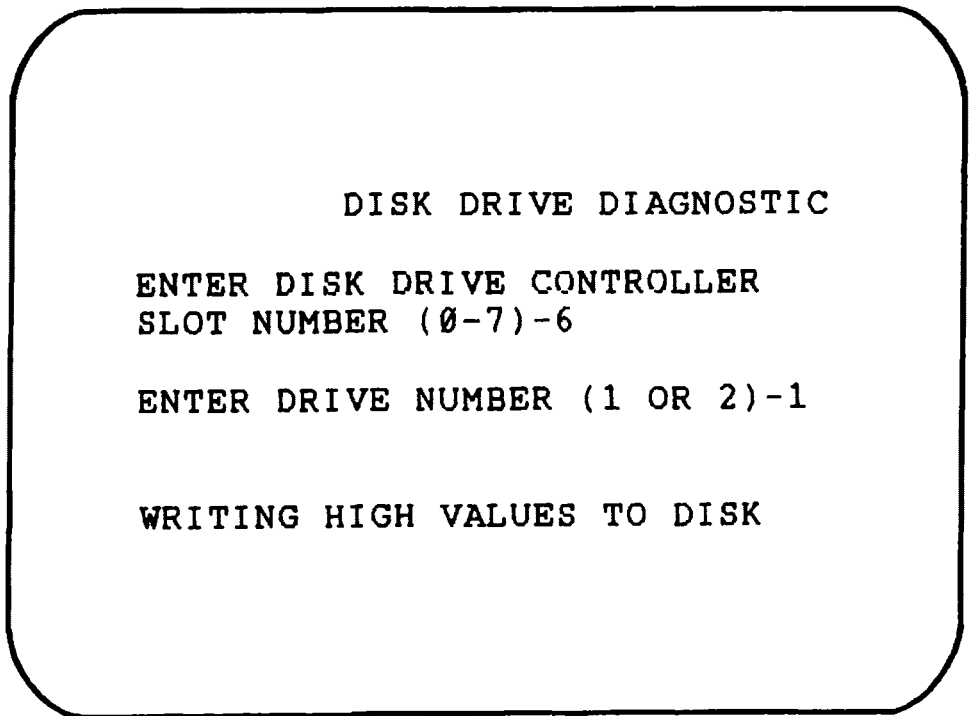 DISK DRIVE DIAGNOSTIC
ENTER DISK DRIVE CONTROLLER
SLOT NUMBER (0-7)-6
ENTER DRIVE NUMBER (1 OR 2)-1
WRITING HIGH VALUES TO DISK